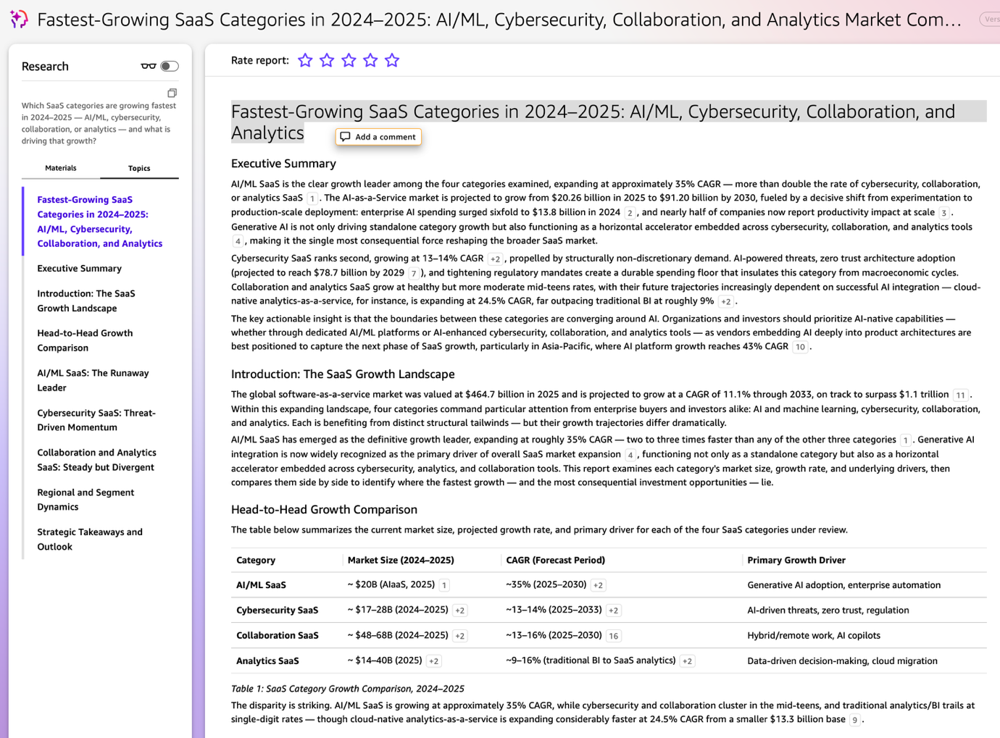 Fastest-Growing SaaS Categories in 2024–2025: AI/ML, Cybersecurity, Collaboration, and Analytics Market Com...
Research
Which SaaS categories are growing fastest
in 2024–2025 — AI/ML, cybersecurity,
collaboration, or analytics — and what is
driving that growth?
Materials
Topics
Fastest-Growing SaaS
Categories in 2024–2025:
AI/ML, Cybersecurity,
Collaboration, and Analytics
Executive Summary
Introduction: The SaaS
Growth Landscape
Head-to-Head Growth
Comparison
AI/ML SaaS: The Runaway
Leader
Cybersecurity SaaS: Threat-
Driven Momentum
Collaboration and Analytics
SaaS: Steady but Divergent
Regional and Segment
Dynamics
Strategic Takeaways and
Outlook
Rate report:
Fastest-Growing SaaS Categories in 2024–2025: AI/ML, Cybersecurity, Collaboration, and
Analytics
Add a comment
Executive Summary
AI/ML SaaS is the clear growth leader among the four categories examined, expanding at approximately 35% CAGR — more than double the rate of cybersecurity, collaboration,
or analytics SaaS 1 . The AI-as-a-Service market is projected to grow from $20.26 billion in 2025 to $91.20 billion by 2030, fueled by a decisive shift from experimentation to
production-scale deployment: enterprise AI spending surged sixfold to $13.8 billion in 2024 2 , and nearly half of companies now report productivity impact at scale 3 .
Generative AI is not only driving standalone category growth but also functioning as a horizontal accelerator embedded across cybersecurity, collaboration, and analytics tools
4 , making it the single most consequential force reshaping the broader SaaS market.
Cybersecurity SaaS ranks second, growing at 13–14% CAGR +2 , propelled by structurally non-discretionary demand. AI-powered threats, zero trust architecture adoption
(projected to reach $78.7 billion by 2029 7 ), and tightening regulatory mandates create a durable spending floor that insulates this category from macroeconomic cycles.
Collaboration and analytics SaaS grow at healthy but more moderate mid-teens rates, with their future trajectories increasingly dependent on successful AI integration — cloud-
native analytics-as-a-service, for instance, is expanding at 24.5% CAGR, far outpacing traditional BI at roughly 9% +2 .
The key actionable insight is that the boundaries between these categories are converging around AI. Organizations and investors should prioritize AI-native capabilities —
whether through dedicated AI/ML platforms or AI-enhanced cybersecurity, collaboration, and analytics tools — as vendors embedding AI deeply into product architectures are
best positioned to capture the next phase of SaaS growth, particularly in Asia-Pacific, where AI platform growth reaches 43% CAGR 10 .
Introduction: The SaaS Growth Landscape
The global software-as-a-service market was valued at $464.7 billion in 2025 and is projected to grow at a CAGR of 11.1% through 2033, on track to surpass $1.1 trillion 11 .
Within this expanding landscape, four categories command particular attention from enterprise buyers and investors alike: AI and machine learning, cybersecurity, collaboration,
and analytics. Each is benefiting from distinct structural tailwinds — but their growth trajectories differ dramatically.
AI/ML SaaS has emerged as the definitive growth leader, expanding at roughly 35% CAGR — two to three times faster than any of the other three categories 1 . Generative AI
integration is now widely recognized as the primary driver of overall SaaS market expansion 4 , functioning not only as a standalone category but also as a horizontal
accelerator embedded across cybersecurity, analytics, and collaboration tools. This report examines each category's market size, growth rate, and underlying drivers, then
compares them side by side to identify where the fastest growth — and the most consequential investment opportunities — lie.
Head-to-Head Growth Comparison
The table below summarizes the current market size, projected growth rate, and primary driver for each of the four SaaS categories under review.
Category Market Size (2024–2025) CAGR (Forecast Period) Primary Growth Driver
AI/ML SaaS ~ $20B (AIaaS, 2025) 1 ~35% (2025–2030) +2 Generative AI adoption, enterprise automation
Cybersecurity SaaS ~ $17–28B (2024–2025) +2 ~13–14% (2025–2033) +2 AI-driven threats, zero trust, regulation
Collaboration SaaS ~ $48–68B (2024–2025) +2 ~13–16% (2025–2030) 16 Hybrid/remote work, AI copilots
Analytics SaaS ~ $14–40B (2025) +2 ~9–16% (traditional BI to SaaS analytics) +2 Data-driven decision-making, cloud migration
Table 1: SaaS Category Growth Comparison, 2024–2025
The disparity is striking. AI/ML SaaS is growing at approximately 35% CAGR, while cybersecurity and collaboration cluster in the mid-teens, and traditional analytics/BI trails at
single-digit rates — though cloud-native analytics-as-a-service is expanding considerably faster at 24.5% CAGR from a smaller $13.3 billion base 9 .